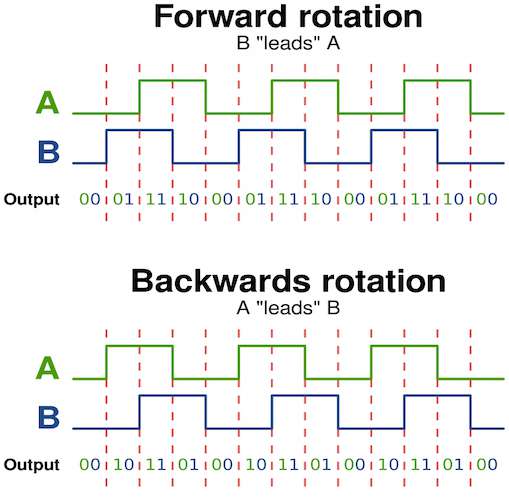 Forward rotation
B "leads" A
A
B
Output 00 01 11 10 00 01 11 10 00 01 11 10 00
Backwards rotation
A "leads" B
A
B
Output 00 10 11 01 00 10 11 01 00 10 11 01 00